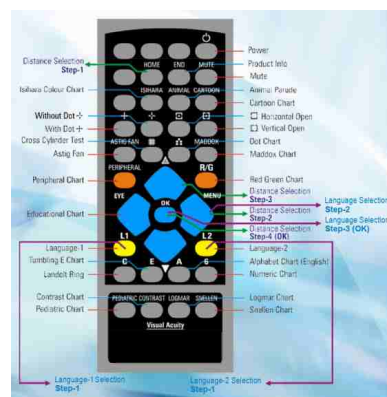 Power
HOME END MUTE
Product Info
Distance Selection
Step-1
Mute
Isihara Colour Chart
ISIHARA ANIMAL CARTOON
Animal Parade
Cartoon Chart
Without Dot
Horizontal Open
With Dot
Vertical Open
Cross Cylinder Test
ASTIG FAN
MADDOX
Dot Chart
Astig Fan
Maddox Chart
PERIPHERAL
R/G
Peripheral Chart
Red Green Chart
EYE
MENU
Distance Selection
Step-3
Language Selection
Step-2
OK
Educational Chart
Distance Selection
Step-2
Language Selection
Step-3 (OK)
L1
L2
Distance Selection
Step-4 (OK)
Language-1
Language-2
Tumbling E Chart
C E A 6
Alphabet Chart (English)
Landolt Ring
Numeric Chart
Contrast Chart
PEDIATRIC CONTRAST LOGMAR SNELLEN
Logmar Chart
Pediatric Chart
Snellen Chart
Visual Acuity
Language-1 Selection
Step-1
Language-2 Selection
Step-1